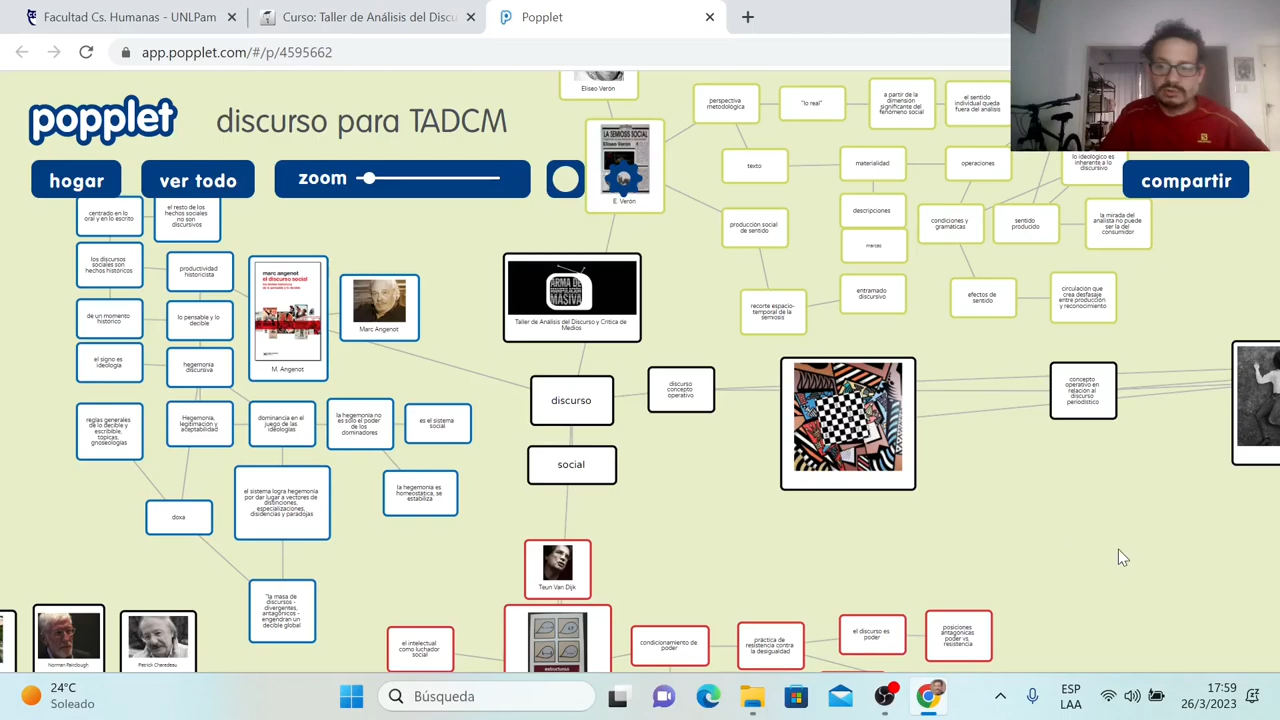 Facultad Cs. Humanas - UNLPam
Curso: Taller de Análisis del Discu
Popplet
app.popplet.com/#/p/4595662
popplet
discurso para TADCM
hogar
ver todo
zoom
compartir
Eliseo Verón
LA SEMIOSIS SOCIAL
Eliseo Verón
E. Verón
perspectiva
metodológica
"lo real"
a partir de la
dimensión
significante del
fenómeno social
el sentido
individual queda
fuera del análisis
texto
materialidad
operaciones
lo ideológico es
inherente a lo
discursivo
producción social
de sentido
descripciones
marcas
condiciones y
gramáticas
sentido
producido
la mirada del
analista no puede
ser la del
consumidor
recorte espacio-
temporal de la
semiosis
entramado
discursivo
efectos de
sentido
circulación que
crea desfasaje
entre producción
y reconocimiento
centrado en lo
oral y en lo escrito
el resto de los
hechos sociales
no son
discursivos
los discursos
sociales son
hechos históricos
productividad
historicista
marc angenot
el discurso social
M. Angenot
Marc Angenot
ARMA DE
MANIPULACION
MASIVA
Taller de Análisis del Discurso y Crítica de
Medios
de un momento
histórico
lo pensable y lo
decible
el signo es
ideología
hegemonía
discursiva
discurso
discurso
concepto
operativo
concepto
operativo en
relación al
discurso
periodístico
social
reglas generales
de lo decible y
escribible,
tópicas,
gnoseologías
Hegemonía,
legitimación y
aceptabilidad
dominancia en el
juego de las
ideologías
la hegemonía no
es sólo el poder
de los
dominadores
es el sistema
social
la hegemonía es
homeostática, se
estabiliza
doxa
el sistema logra hegemonía
por dar lugar a vectores de
distinciones,
especializaciones,
disidencias y paradojas
"la masa de
discursos -
divergentes,
antagónicos -
engendran un
decible global
Teun Van Dijk
Norman Fairclough
Patrick Charadeau
el intelectual
como luchador
social
condicionamiento de
poder
práctica de
resistencia contra
la desigualdad
el discurso es
poder
posiciones
antagónicas
poder vs.
resistencia
24°C
Soleado
Búsqueda
ESP
LAA
17:59
26/3/2023